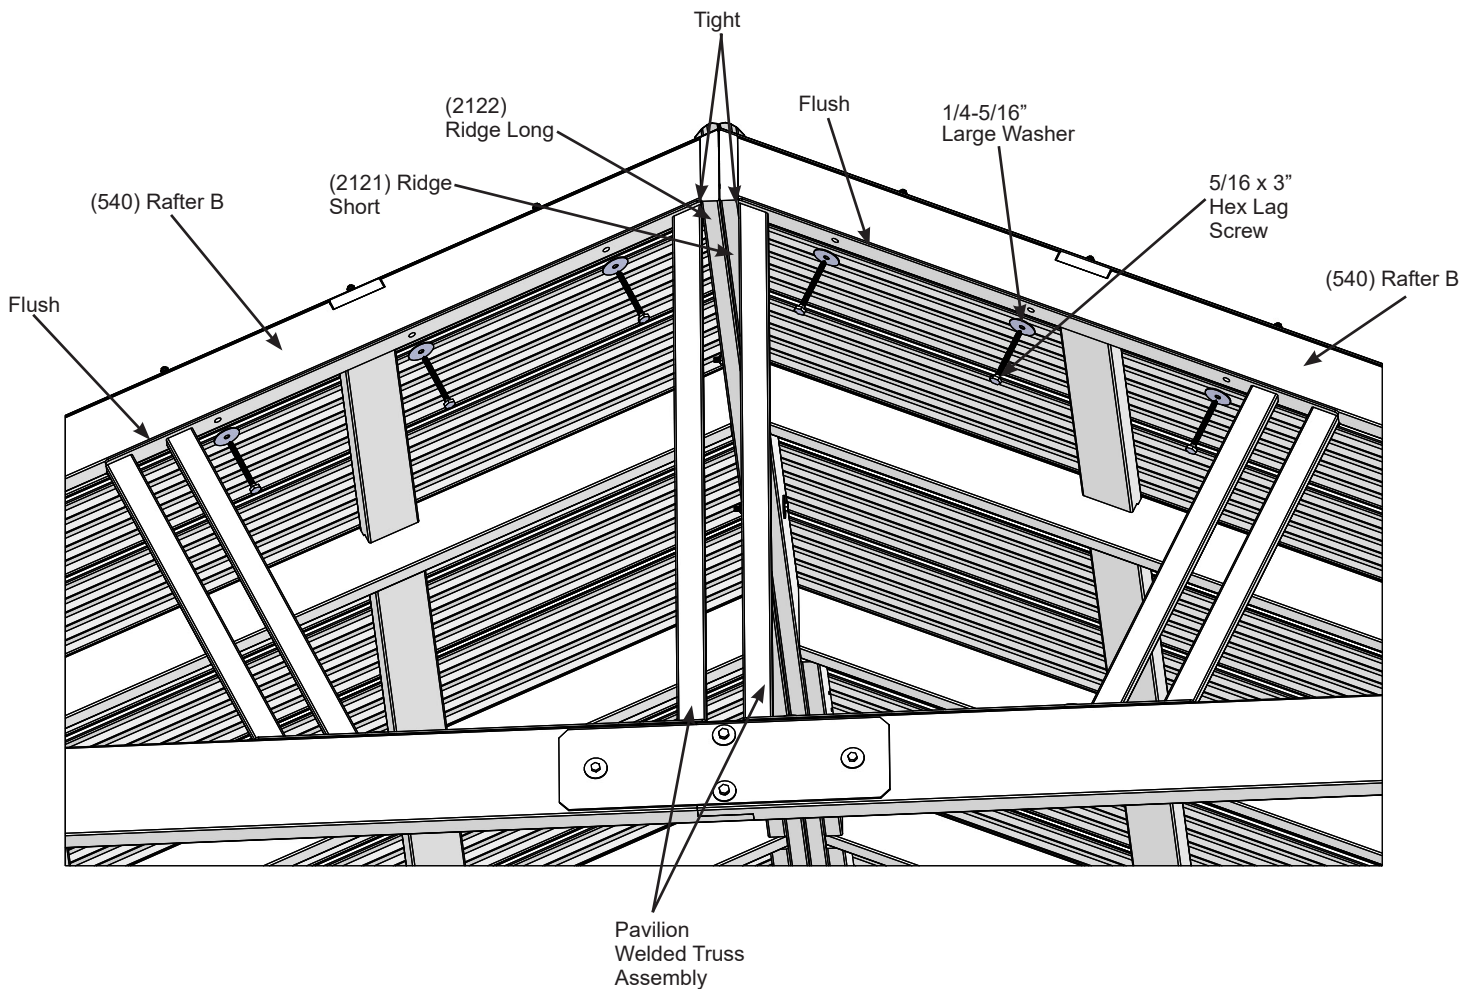 Tight
(2122)
Ridge Long
Flush
1/4-5/16”
Large Washer
(2121) Ridge
Short
5/16 x 3”
Hex Lag
Screw
(540) Rafter B
(540) Rafter B
Flush
Pavilion
Welded Truss
Assembly